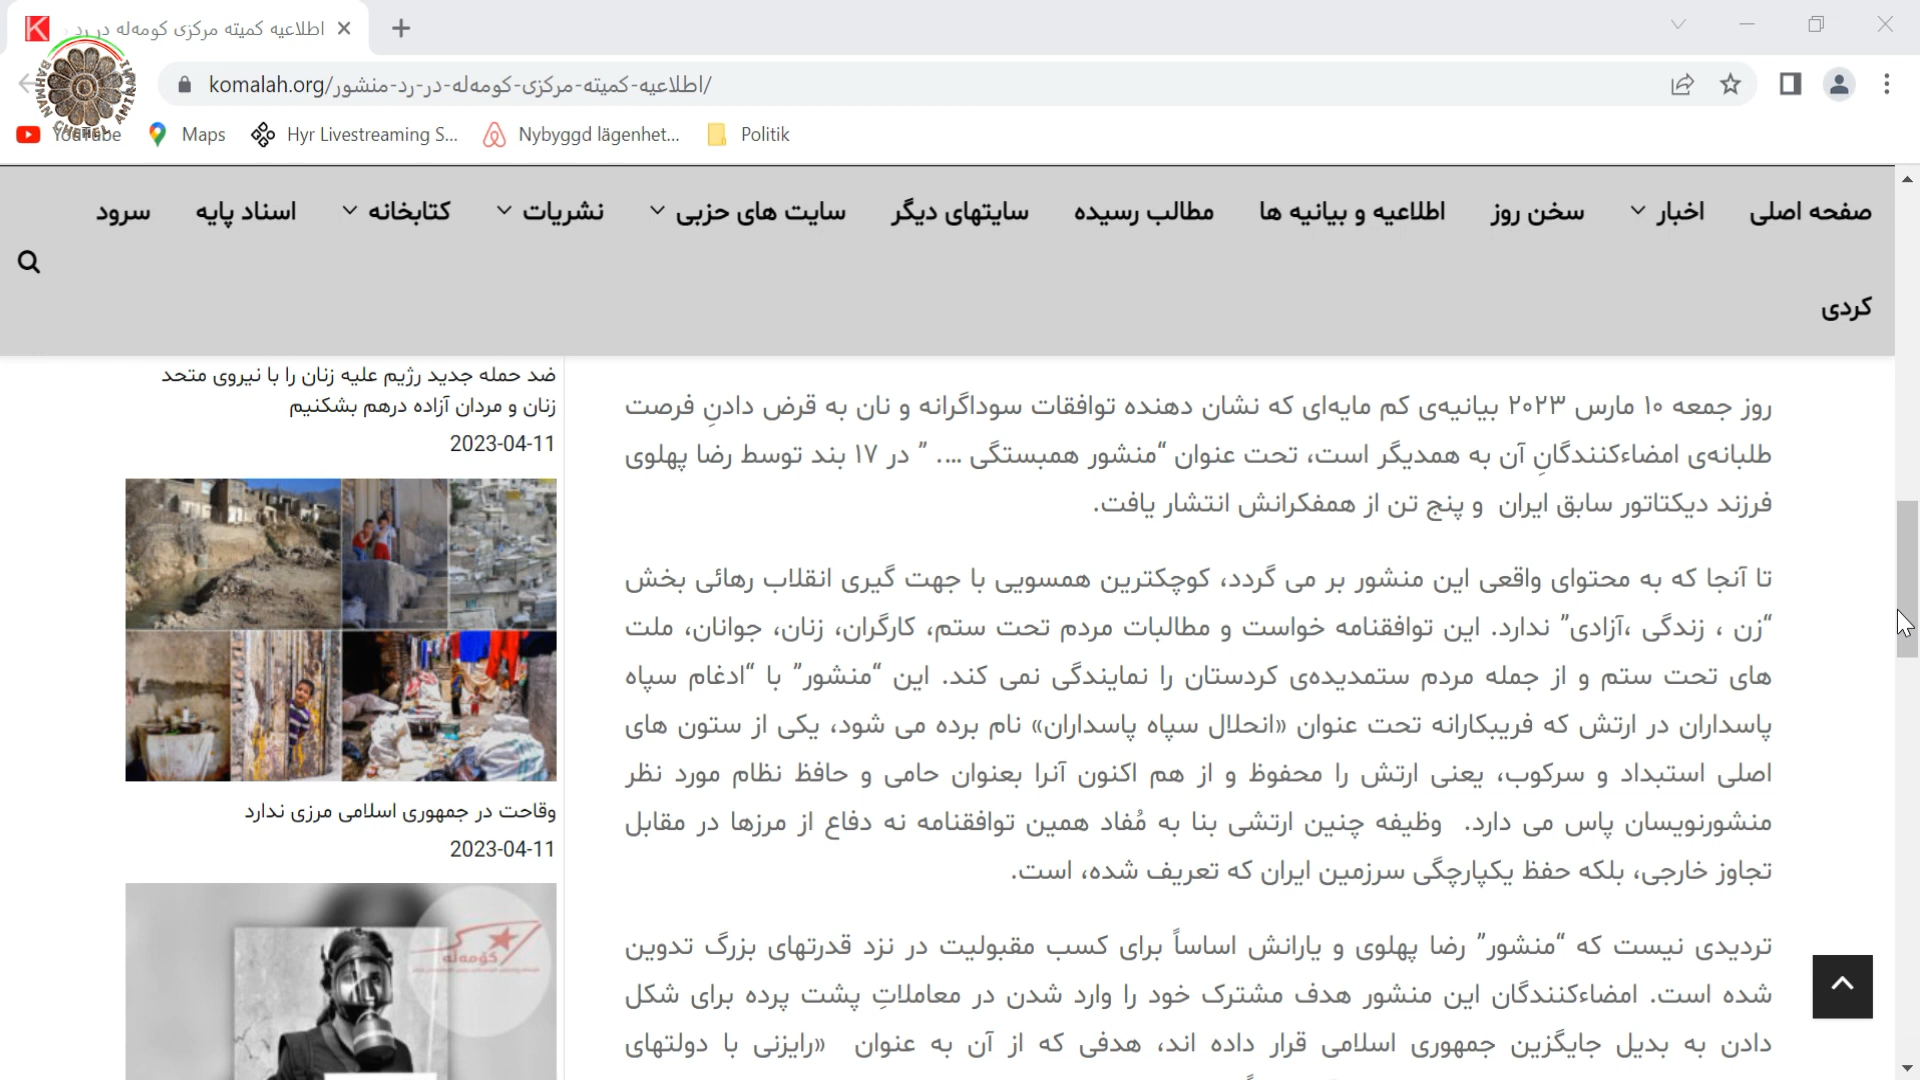 اطلاعیه کمیته مرکزی کومه‌له در رد
komalah.org/اطلاعیه-کمیته-مرکزی-کومه‌له-در-رد-منشور/
BAHMAN AMIRI CHANEL
YouTube Maps Hyr Livestreaming S... Nybyggd lägenhet... Politik
صفحه اصلی اخبار سخن روز اطلاعیه و بیانیه ها مطالب رسیده سایتهای دیگر سایت های حزبی نشریات کتابخانه اسناد پایه سرود
کردی
روز جمعه ۱۰ مارس ۲۰۲۳ بیانیه‌ی کم مایه‌ای که نشان دهنده توافقات سوداگرانه و نان به قرض دادنِ فرصت
طلبانه‌ی امضاءکنندگانِ آن به همدیگر است، تحت عنوان “منشور همبستگی …. ” در ۱۷ بند توسط رضا پهلوی
فرزند دیکتاتور سابق ایران و پنج تن از همفکرانش انتشار یافت.
تا آنجا که به محتوای واقعی این منشور بر می گردد، کوچکترین همسویی با جهت گیری انقلاب رهائی بخش
“زن ، زندگی ،آزادی” ندارد. این توافقنامه خواست و مطالبات مردم تحت ستم، کارگران، زنان، جوانان، ملت
های تحت ستم و از جمله مردم ستمدیده‌ی کردستان را نمایندگی نمی کند. این “منشور” با “ادغام سپاه
پاسداران در ارتش که فریبکارانه تحت عنوان «انحلال سپاه پاسداران» نام برده می شود، یکی از ستون های
اصلی استبداد و سرکوب، یعنی ارتش را محفوظ و از هم اکنون آنرا بعنوان حامی و حافظ نظام مورد نظر
منشورنویسان پاس می دارد. وظیفه چنین ارتشی بنا به مُفاد همین توافقنامه نه دفاع از مرزها در مقابل
تجاوز خارجی، بلکه حفظ یکپارچگی سرزمین ایران که تعریف شده، است.
تردیدی نیست که “منشور” رضا پهلوی و یارانش اساساً برای کسب مقبولیت در نزد قدرتهای بزرگ تدوین
شده است. امضاءکنندگان این منشور هدف مشترک خود را وارد شدن در معاملاتِ پشت پرده برای شکل
دادن به بدیل جایگزین جمهوری اسلامی قرار داده اند، هدفی که از آن به عنوان «رایزنی با دولتهای
ضد حمله جدید رژیم علیه زنان را با نیروی متحد
زنان و مردان آزاده درهم بشکنیم
2023-04-11
وقاحت در جمهوری اسلامی مرزی ندارد
2023-04-11
کۆمەڵە